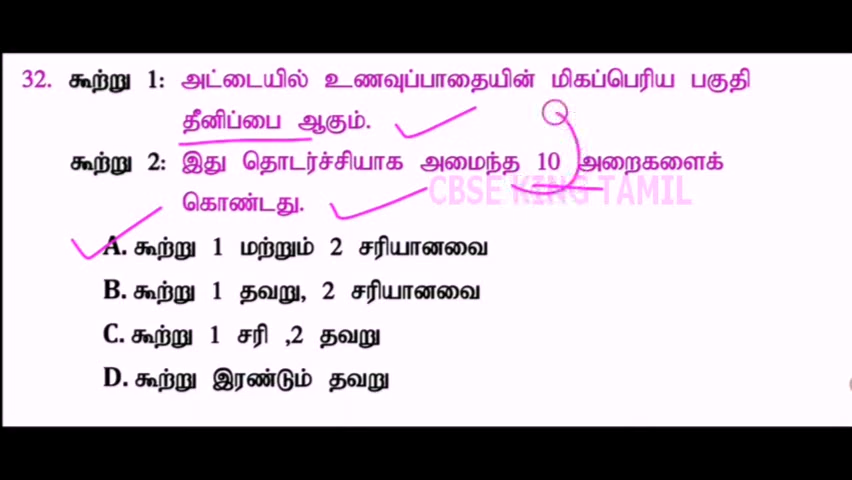 32. கூற்று 1: அட்டையில் உணவுப்பாதையின் மிகப்பெரிய பகுதி
தீனிப்பை ஆகும்.
கூற்று 2: இது தொடர்ச்சியாக அமைந்த 10 அறைகளைக்
CBSE KING TAMIL
கொண்டது.
A. கூற்று 1 மற்றும் 2 சரியானவை
B. கூற்று 1 தவறு, 2 சரியானவை
C. கூற்று 1 சரி ,2 தவறு
D. கூற்று இரண்டும் தவறு